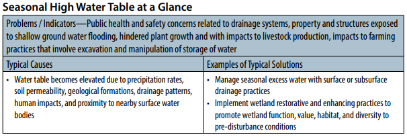 Seasonal High Water Table at a Glance
Problems / Indicators—Public health and safety concerns related to drainage systems, property and structures exposed
to shallow ground water flooding, hindered plant growth and with impacts to livestock production, impacts to farming
practices that involve excavation and manipulation of storage of water
Typical Causes
• Water table becomes elevated due to precipitation rates,
soil permeability, geological formations, drainage patterns,
human impacts, and proximity to nearby surface water
bodies
Examples of Typical Solutions
• Manage seasonal excess water with surface or subsurface
drainage practices
• Implement wetland restorative and enhancing practices to
promote wetland function, value, habitat, and diversity to
pre-disturbance conditions